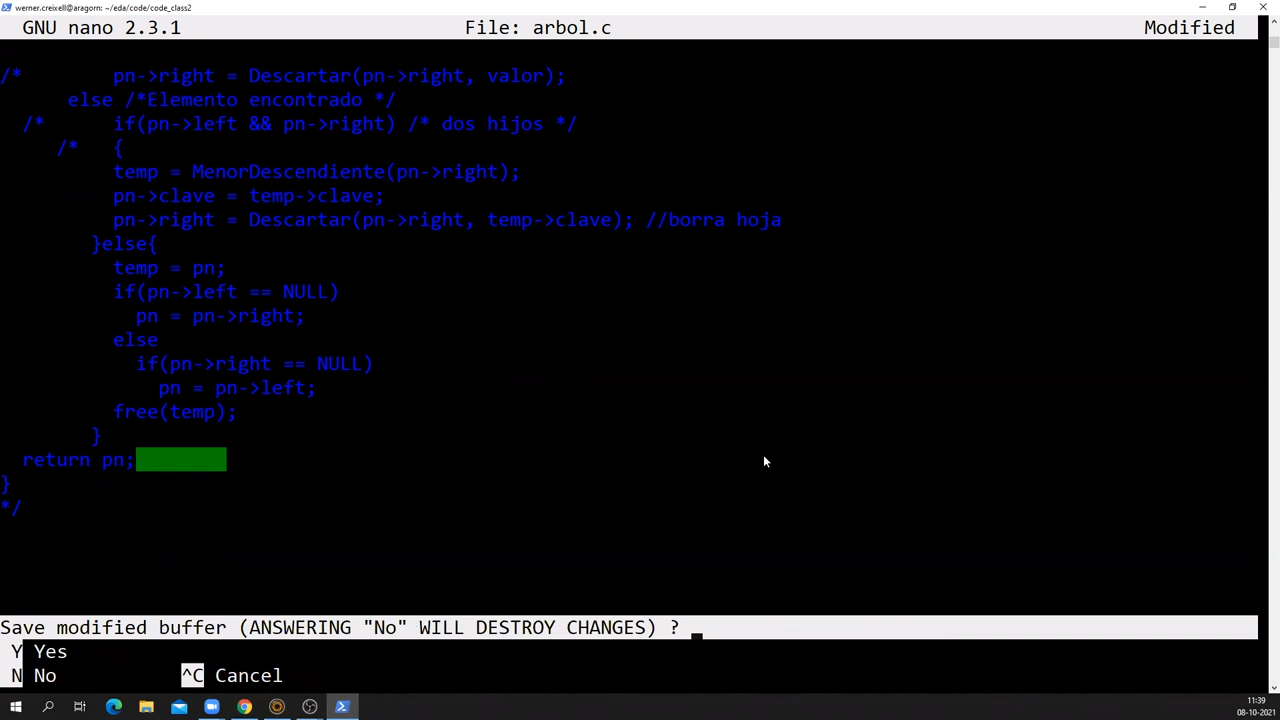 werner.creixell@aragorn: ~/eda/code/code_class2
GNU nano 2.3.1 File: arbol.c Modified
/* pn->right = Descartar(pn->right, valor);
else /*Elemento encontrado */
/* if(pn->left && pn->right) /* dos hijos */
/* {
temp = MenorDescendiente(pn->right);
pn->clave = temp->clave;
pn->right = Descartar(pn->right, temp->clave); //borra hoja
}else{
temp = pn;
if(pn->left == NULL)
pn = pn->right;
else
if(pn->right == NULL)
pn = pn->left;
free(temp);
}
return pn;
}
*/
Save modified buffer (ANSWERING "No" WILL DESTROY CHANGES) ?
Y Yes
N No ^C Cancel
11:39
08-10-2021